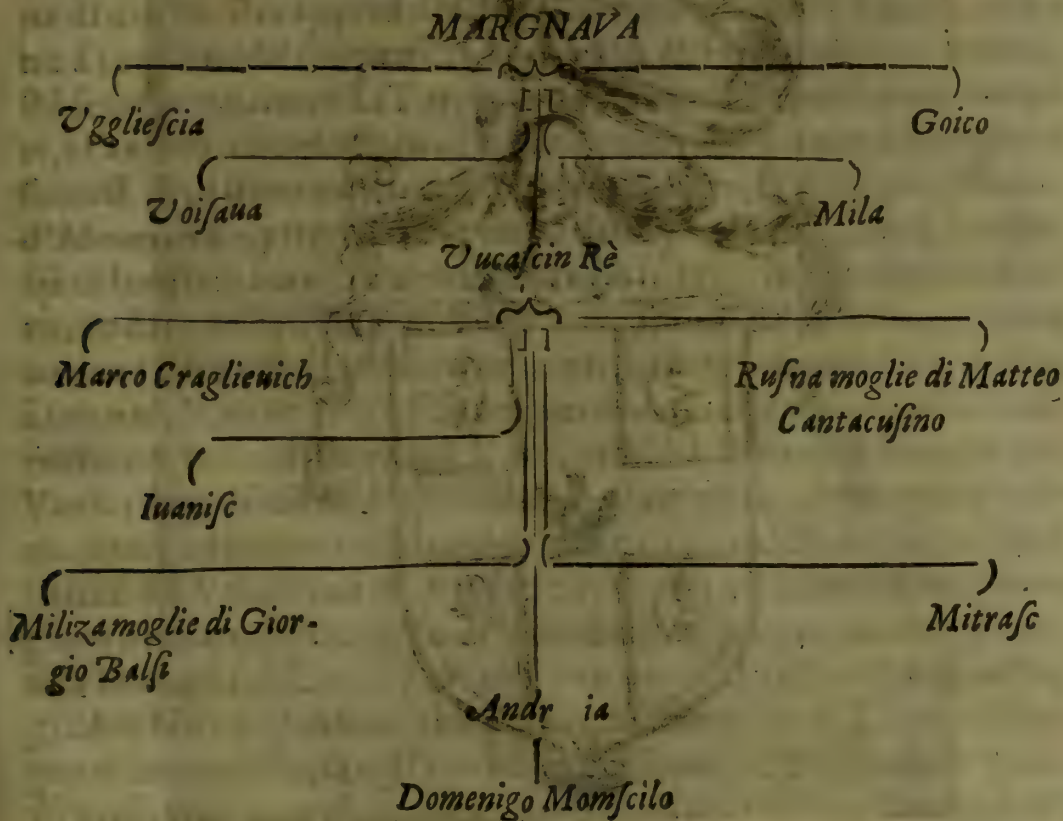 MARGNAVA
Uggliеſcia
Goico
Voiſaua
Mila
Vucaſcin Rè
Marco Craglieuich
Ruſna moglie di Matteo
Cantacuſino
Iuaniſc
Miliza moglie di Gior-
gio Balſi
Mitraſc
Andr ia
Domenigo Momſcilo